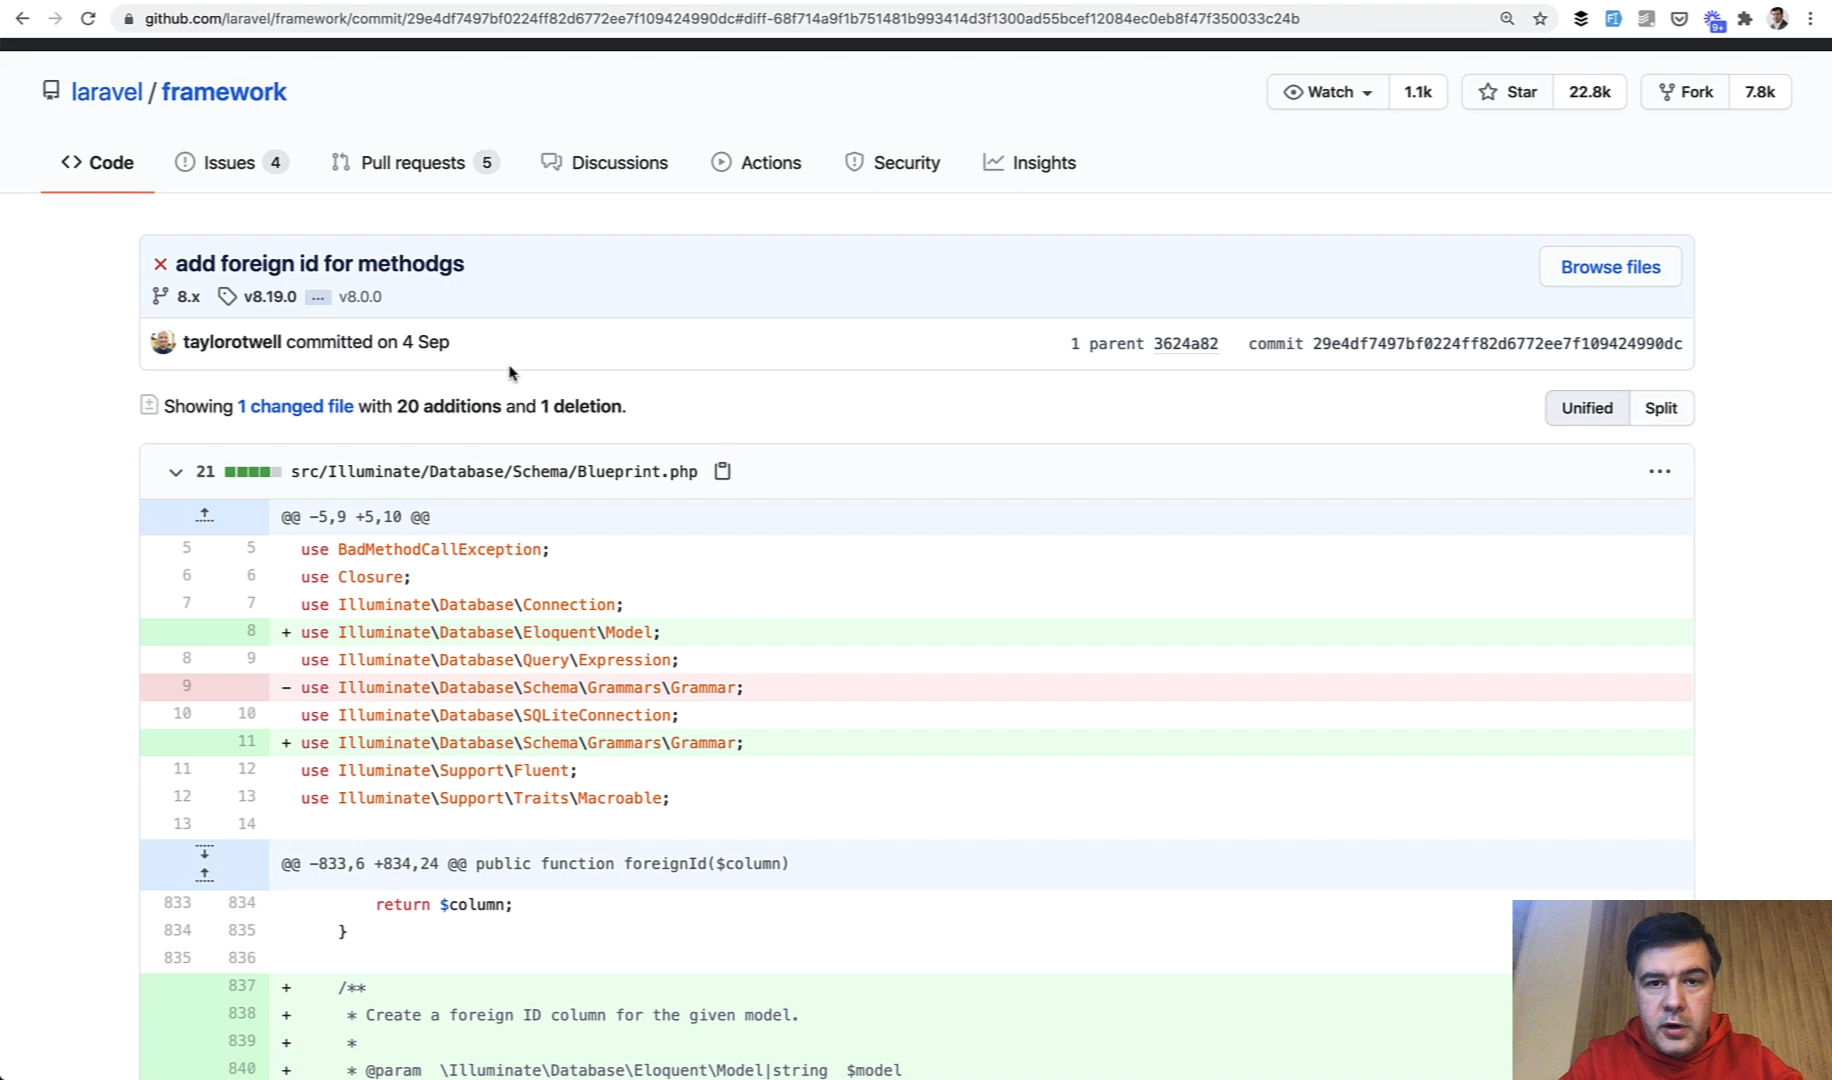 github.com/laravel/framework/commit/29e4df7497bf0224ff82d6772ee7f109424990dc#diff-68f714a9f1b751481b993414d3f1300ad55bcef12084ec0eb8f47f350033c24b
9+
laravel / framework
Watch 1.1k Star 22.8k Fork 7.8k
Code Issues 4 Pull requests 5 Discussions Actions Security Insights
add foreign id for methodgs
Browse files
8.x v8.19.0 ... v8.0.0
taylorotwell committed on 4 Sep
1 parent 3624a82 commit 29e4df7497bf0224ff82d6772ee7f109424990dc
Showing 1 changed file with 20 additions and 1 deletion.
Unified Split
21 src/Illuminate/Database/Schema/Blueprint.php
@@ -5,9 +5,10 @@
5 5 use BadMethodCallException;
6 6 use Closure;
7 7 use Illuminate\Database\Connection;
8 + use Illuminate\Database\Eloquent\Model;
8 9 use Illuminate\Database\Query\Expression;
9 - use Illuminate\Database\Schema\Grammars\Grammar;
10 10 use Illuminate\Database\SQLiteConnection;
11 + use Illuminate\Database\Schema\Grammars\Grammar;
11 12 use Illuminate\Support\Fluent;
12 13 use Illuminate\Support\Traits\Macroable;
13 14
@@ -833,6 +834,24 @@ public function foreignId($column)
833 834 return $column;
834 835 }
835 836
837 + /**
838 + * Create a foreign ID column for the given model.
839 + *
840 + * @param \Illuminate\Database\Eloquent\Model|string $model